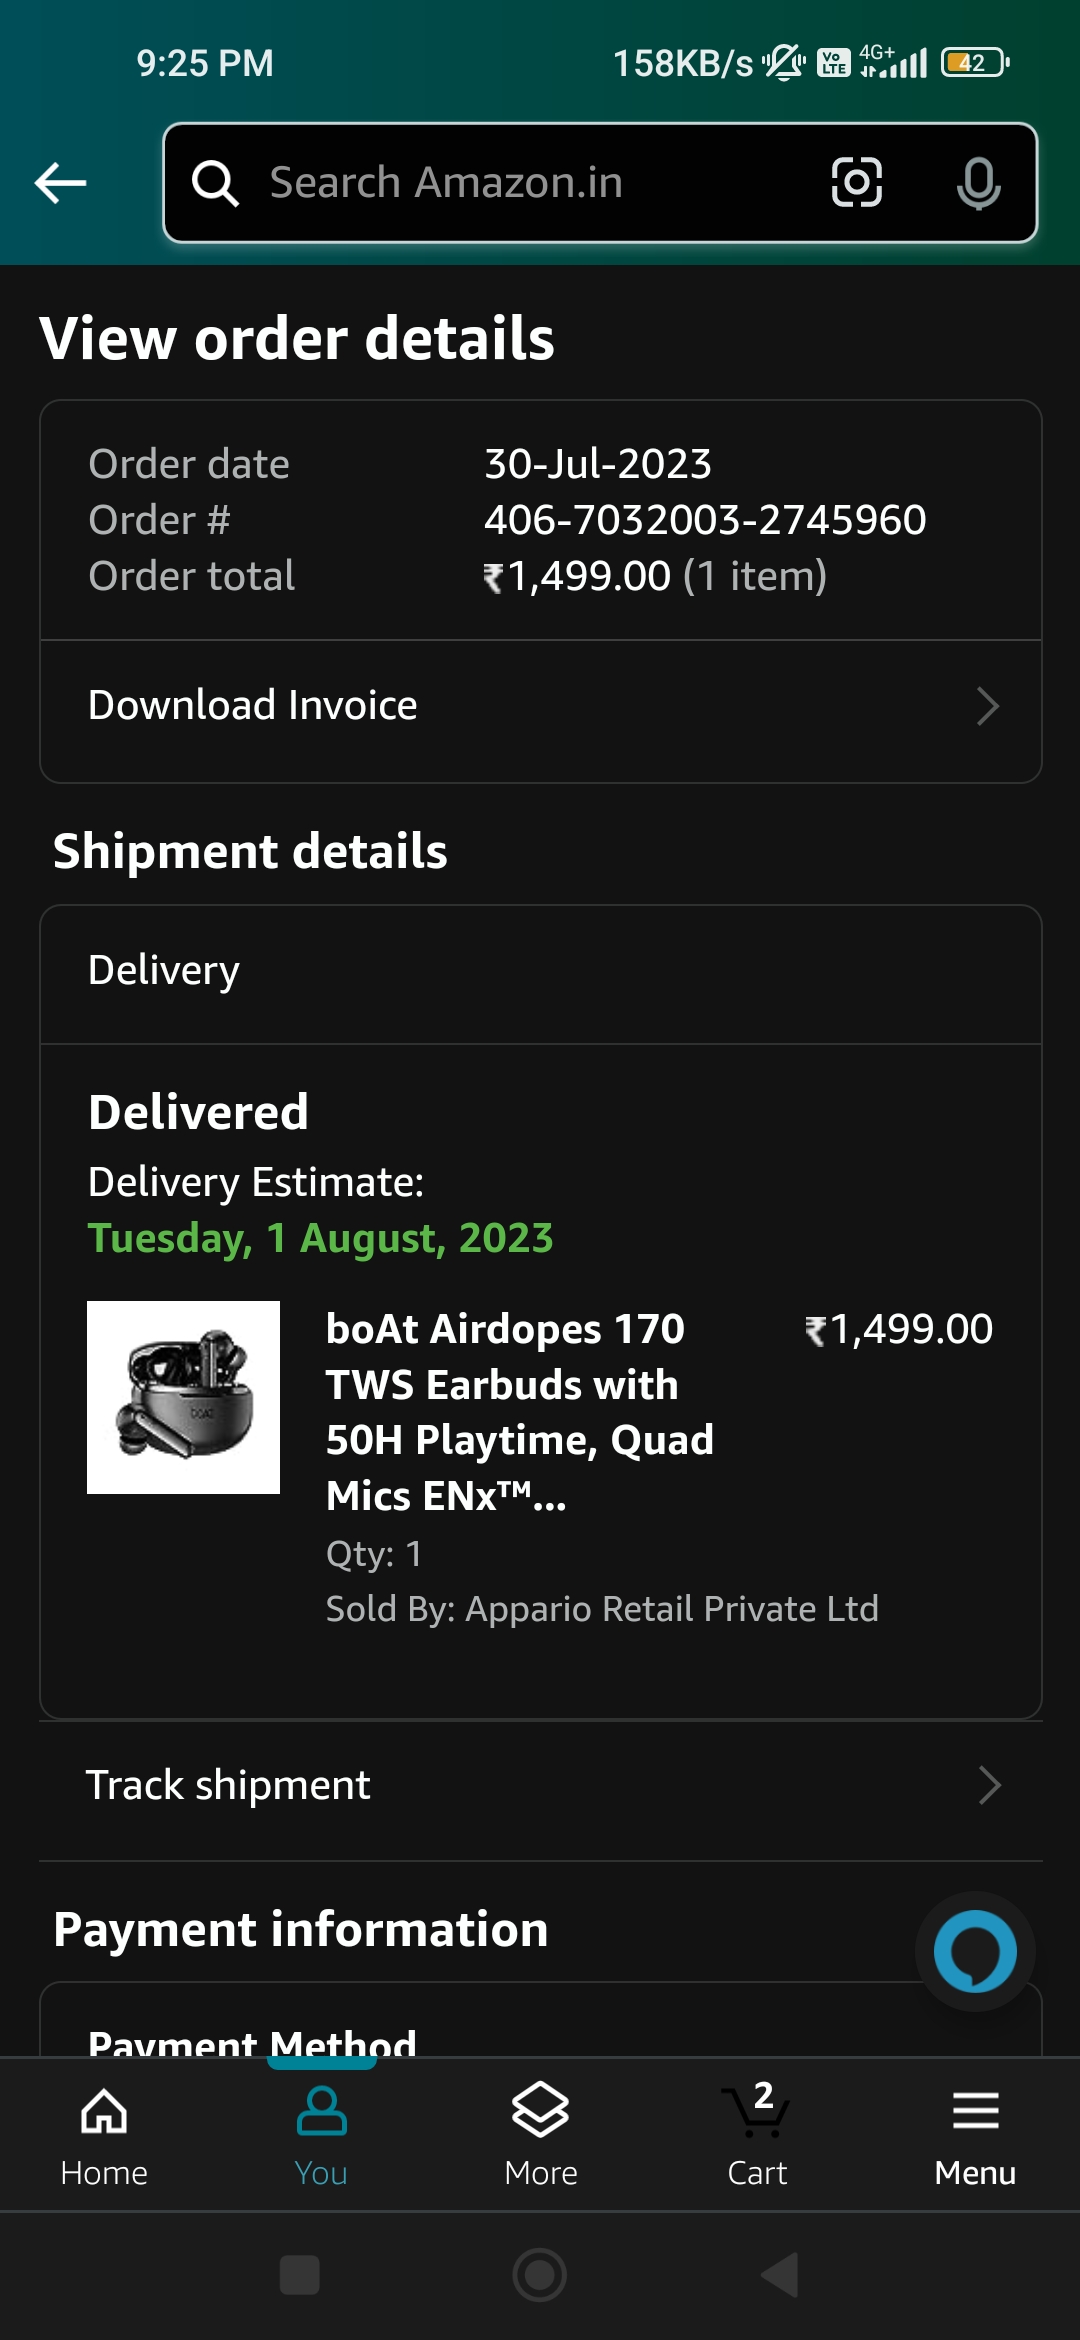 9:25 PM
158KB/s Vo LTE 4G+ 42
Search Amazon.in
View order details
Order date 30-Jul-2023
Order # 406-7032003-2745960
Order total ₹1,499.00 (1 item)
Download Invoice
Shipment details
Delivery
Delivered
Delivery Estimate:
Tuesday, 1 August, 2023
boAt Airdopes 170 ₹1,499.00
TWS Earbuds with
50H Playtime, Quad
Mics ENx™...
Qty: 1
Sold By: Appario Retail Private Ltd
boAt
Track shipment
Payment information
Payment Method
2
Home You More Cart Menu